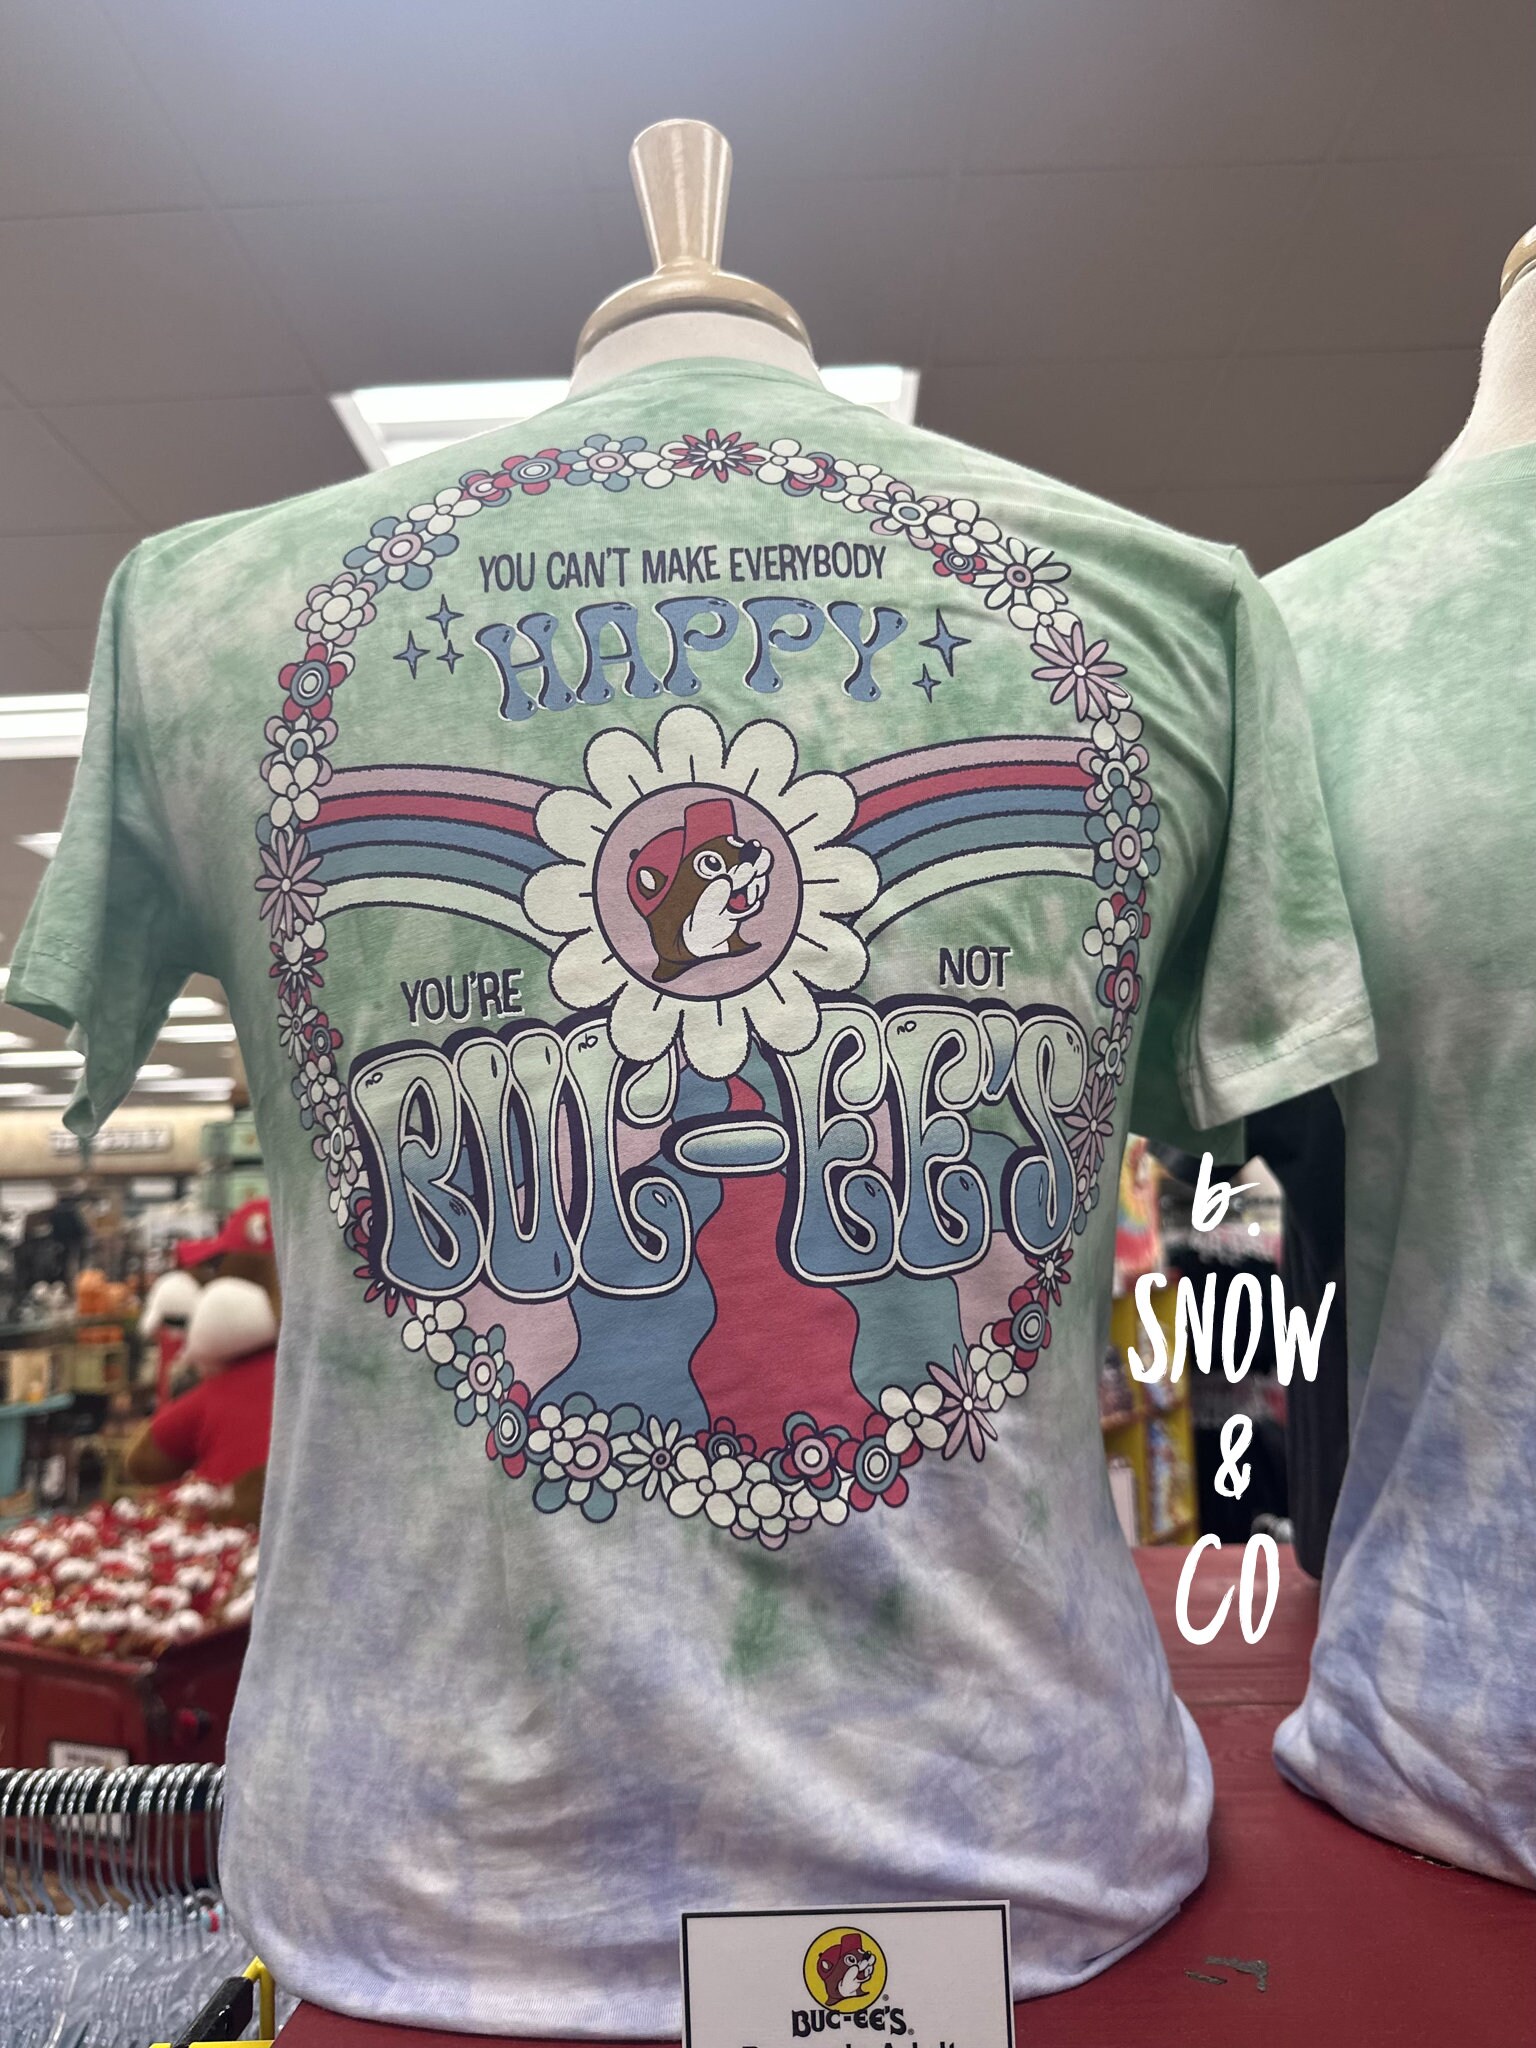 YOU CAN'T MAKE EVERYBODY
HAPPY
YOU'RE NOT
BUC-EE'S
b.
SNOW
&
CO
BUC-EE'S